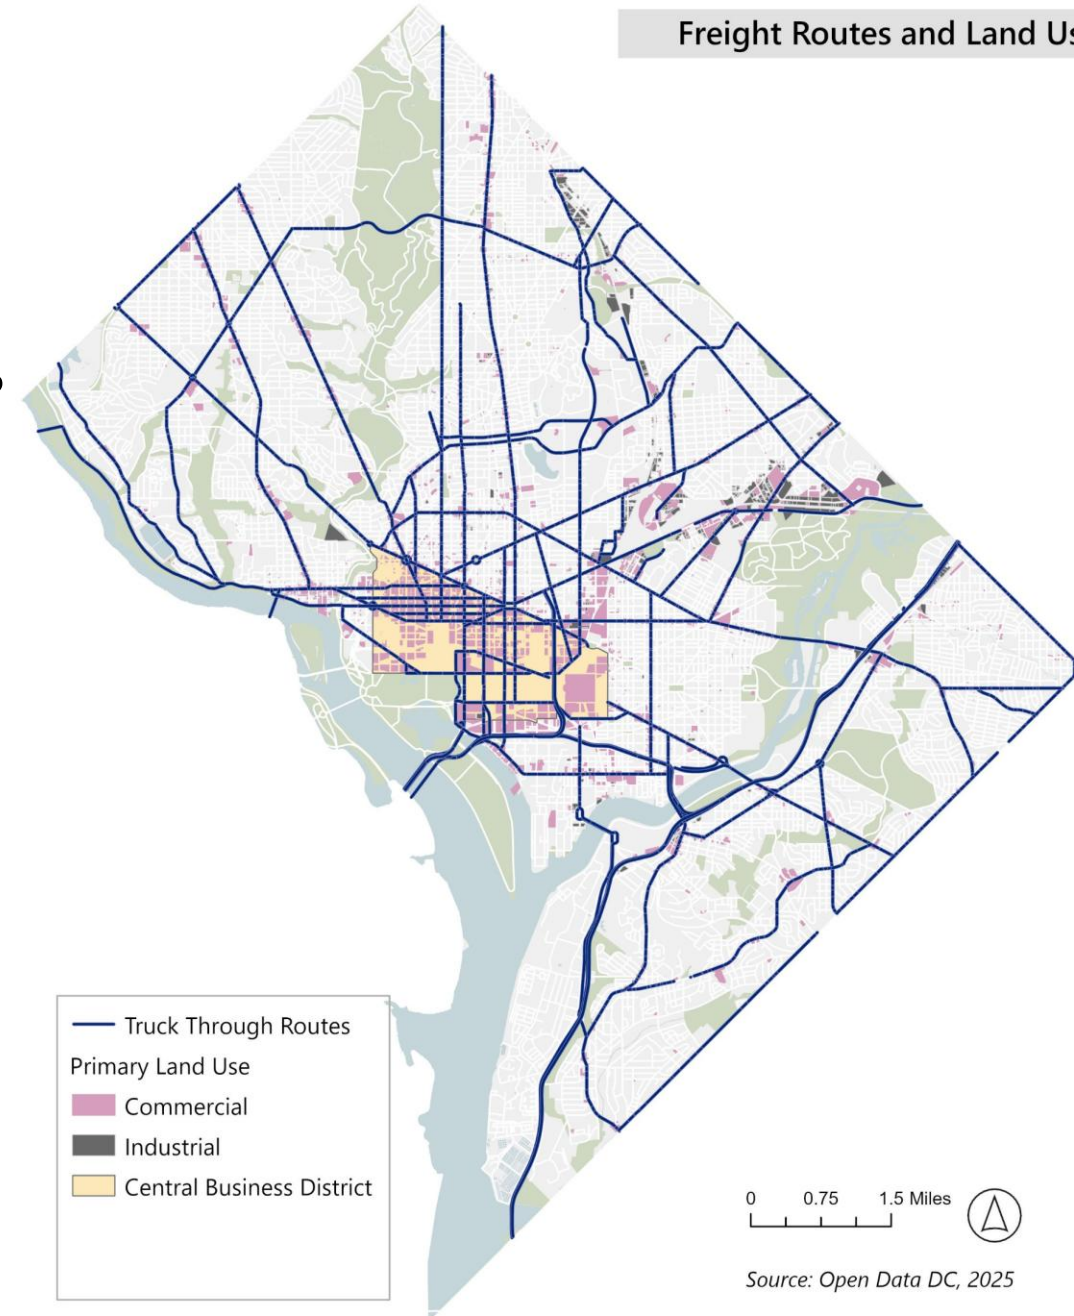 Freight Routes and Land Us
Truck Through Routes
Primary Land Use
Commercial
Industrial
Central Business District
0 0.75 1.5 Miles
Source: Open Data DC, 2025